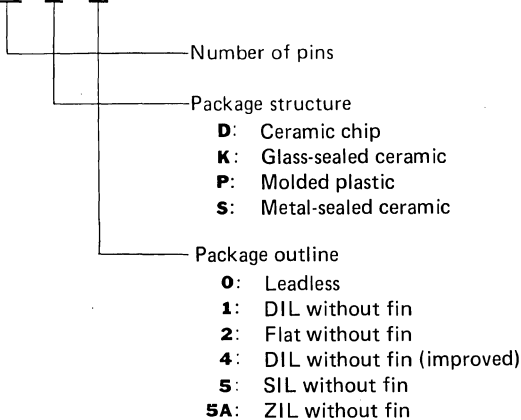 Number of pins
Package structure
D: Ceramic chip
K: Glass-sealed ceramic
P: Molded plastic
S: Metal-sealed ceramic
Package outline
0: Leadless
1: DIL without fin
2: Flat without fin
4: DIL without fin (improved)
5: SIL without fin
5A: ZIL without fin